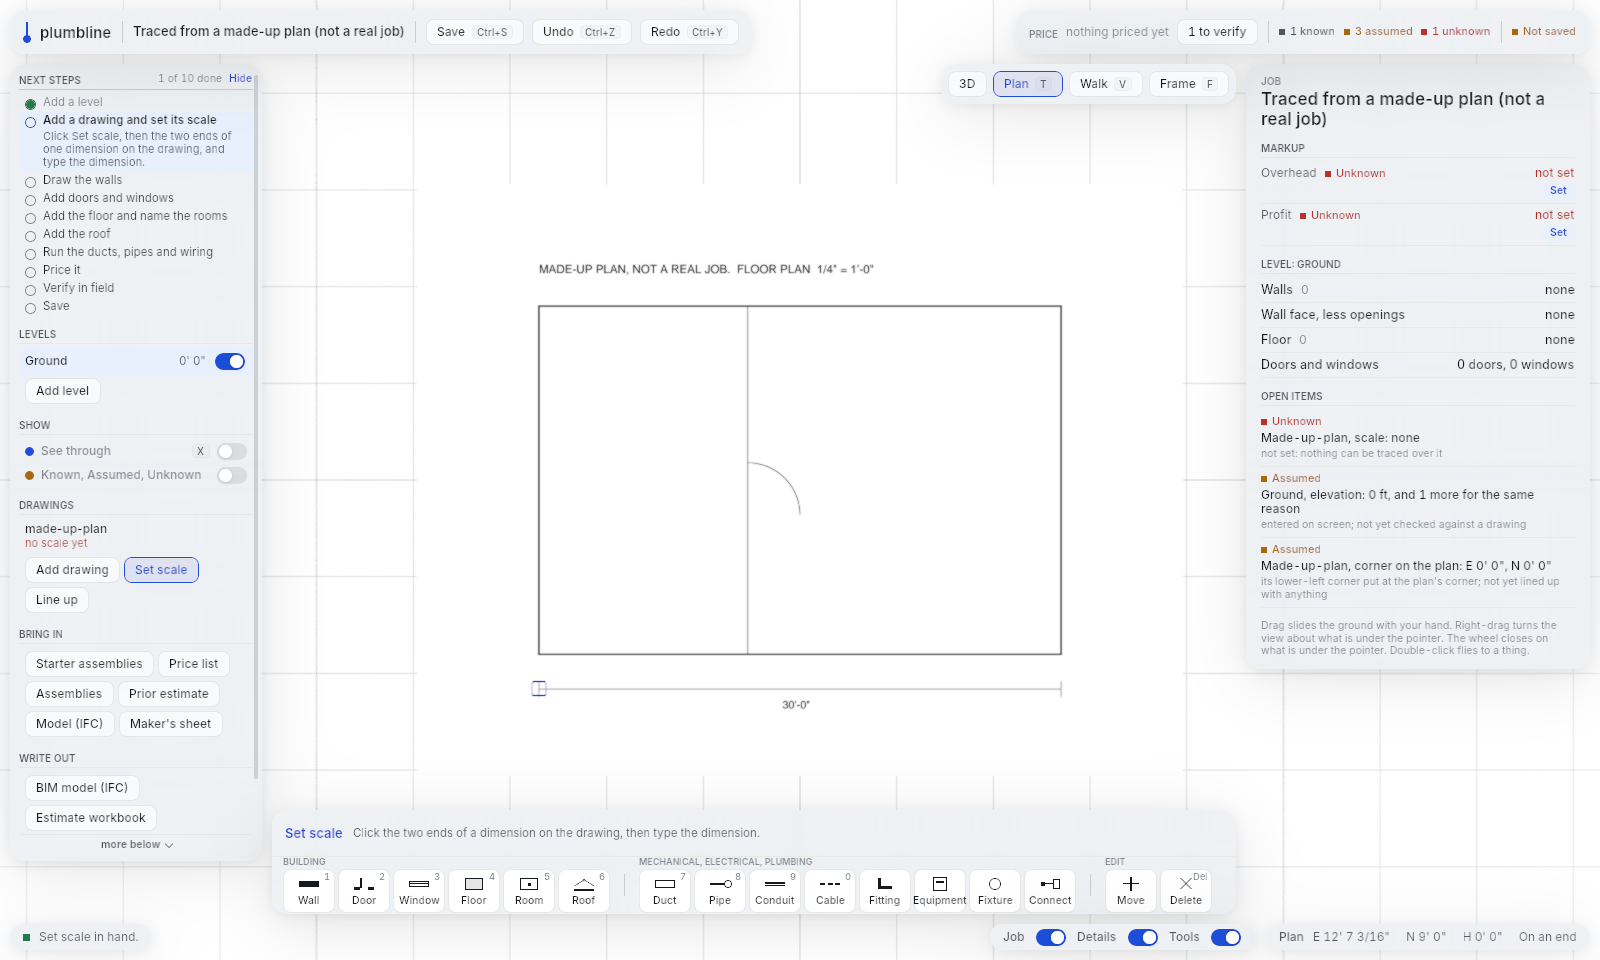 plumbline
Traced from a made-up plan (not a real job)
Save Ctrl+S
Undo Ctrl+Z
Redo Ctrl+Y
PRICE nothing priced yet
1 to verify
1 known
3 assumed
1 unknown
Not saved
3D
Plan T
Walk V
Frame F
NEXT STEPS
1 of 10 done Hide
Add a level
Add a drawing and set its scale
Click Set scale, then the two ends of
one dimension on the drawing, and
type the dimension.
Draw the walls
Add doors and windows
Add the floor and name the rooms
Add the roof
Run the ducts, pipes and wiring
Price it
Verify in field
Save
LEVELS
Ground 0' 0"
Add level
SHOW
See through X
Known, Assumed, Unknown
DRAWINGS
made-up-plan
no scale yet
Add drawing
Set scale
Line up
BRING IN
Starter assemblies
Price list
Assemblies
Prior estimate
Model (IFC)
Maker's sheet
WRITE OUT
BIM model (IFC)
Estimate workbook
more below
MADE-UP PLAN, NOT A REAL JOB. FLOOR PLAN 1/4" = 1'-0"
30'-0"
JOB
Traced from a made-up plan (not a
real job)
MARKUP
Overhead Unknown not set
Set
Profit Unknown not set
Set
LEVEL: GROUND
Walls 0 none
Wall face, less openings none
Floor 0 none
Doors and windows 0 doors, 0 windows
OPEN ITEMS
Unknown
Made-up-plan, scale: none
not set: nothing can be traced over it
Assumed
Ground, elevation: 0 ft, and 1 more for the same
reason
entered on screen; not yet checked against a drawing
Assumed
Made-up-plan, corner on the plan: E 0' 0", N 0' 0"
its lower-left corner put at the plan's corner; not yet lined up
with anything
Drag slides the ground with your hand. Right-drag turns the
view about what is under the pointer. The wheel closes on
what is under the pointer. Double-click flies to a thing.
Set scale Click the two ends of a dimension on the drawing, then type the dimension.
BUILDING
Wall 1
Door 2
Window 3
Floor 4
Room 5
Roof 6
MECHANICAL, ELECTRICAL, PLUMBING
Duct 7
Pipe 8
Conduit 9
Cable 0
Fitting
Equipment
Fixture
Connect
EDIT
Move
Delete Del
Set scale in hand.
Job
Details
Tools
Plan E 12' 7 3/16" N 9' 0" H 0' 0" On an end